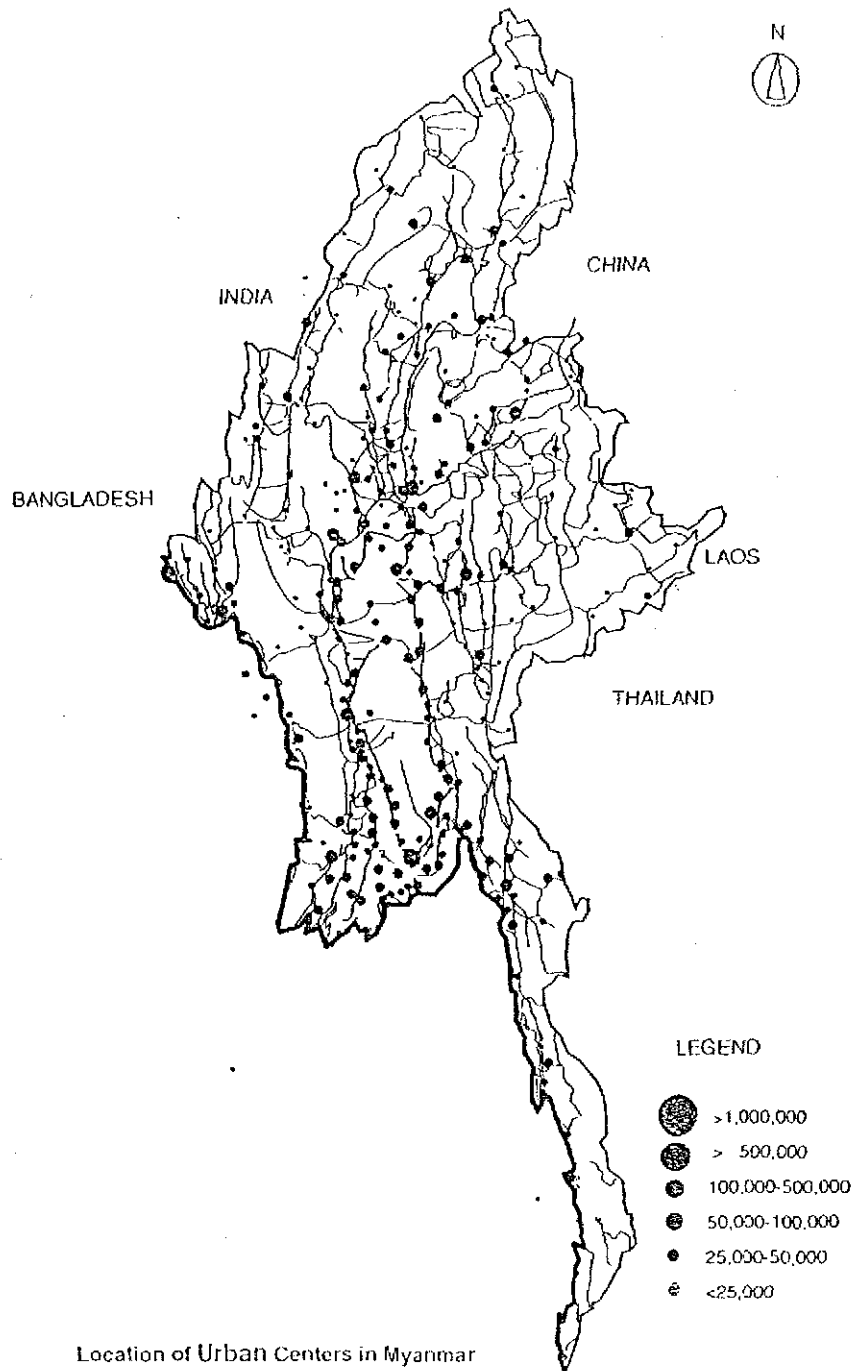 N
CHINA
INDIA
BANGLADESH
LAOS
THAILAND
LEGEND
>1,000,000
> 500,000
100,000-500,000
50,000-100,000
25,000-50,000
<25,000
Location of Urban Centers in Myanmar